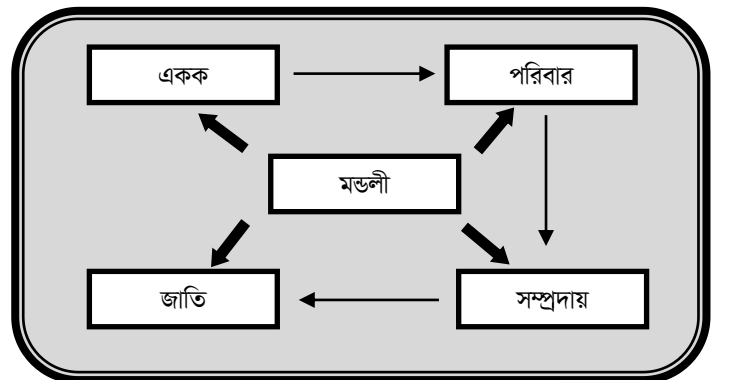 একক
পরিবার
মন্ডলী
জাতি
সম্প্রদায়